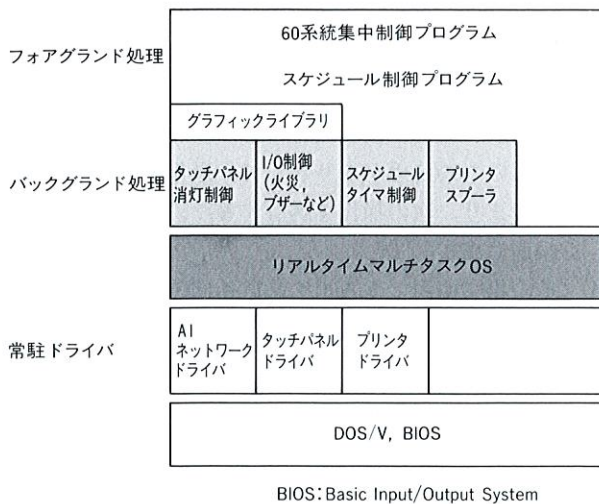 フォアグランド処理
60系統集中制御プログラム
スケジュール制御プログラム
グラフィックライブラリ
バックグランド処理
タッチパネル
消灯制御
I/O制御
(火災,
ブザーなど)
スケジュール
タイマ制御
プリンタ
スプーラ
リアルタイムマルチタスクOS
常駐ドライバ
AI
ネットワーク
ドライバ
タッチパネル
ドライバ
プリンタ
ドライバ
DOS/V, BIOS
BIOS:Basic Input/Output System